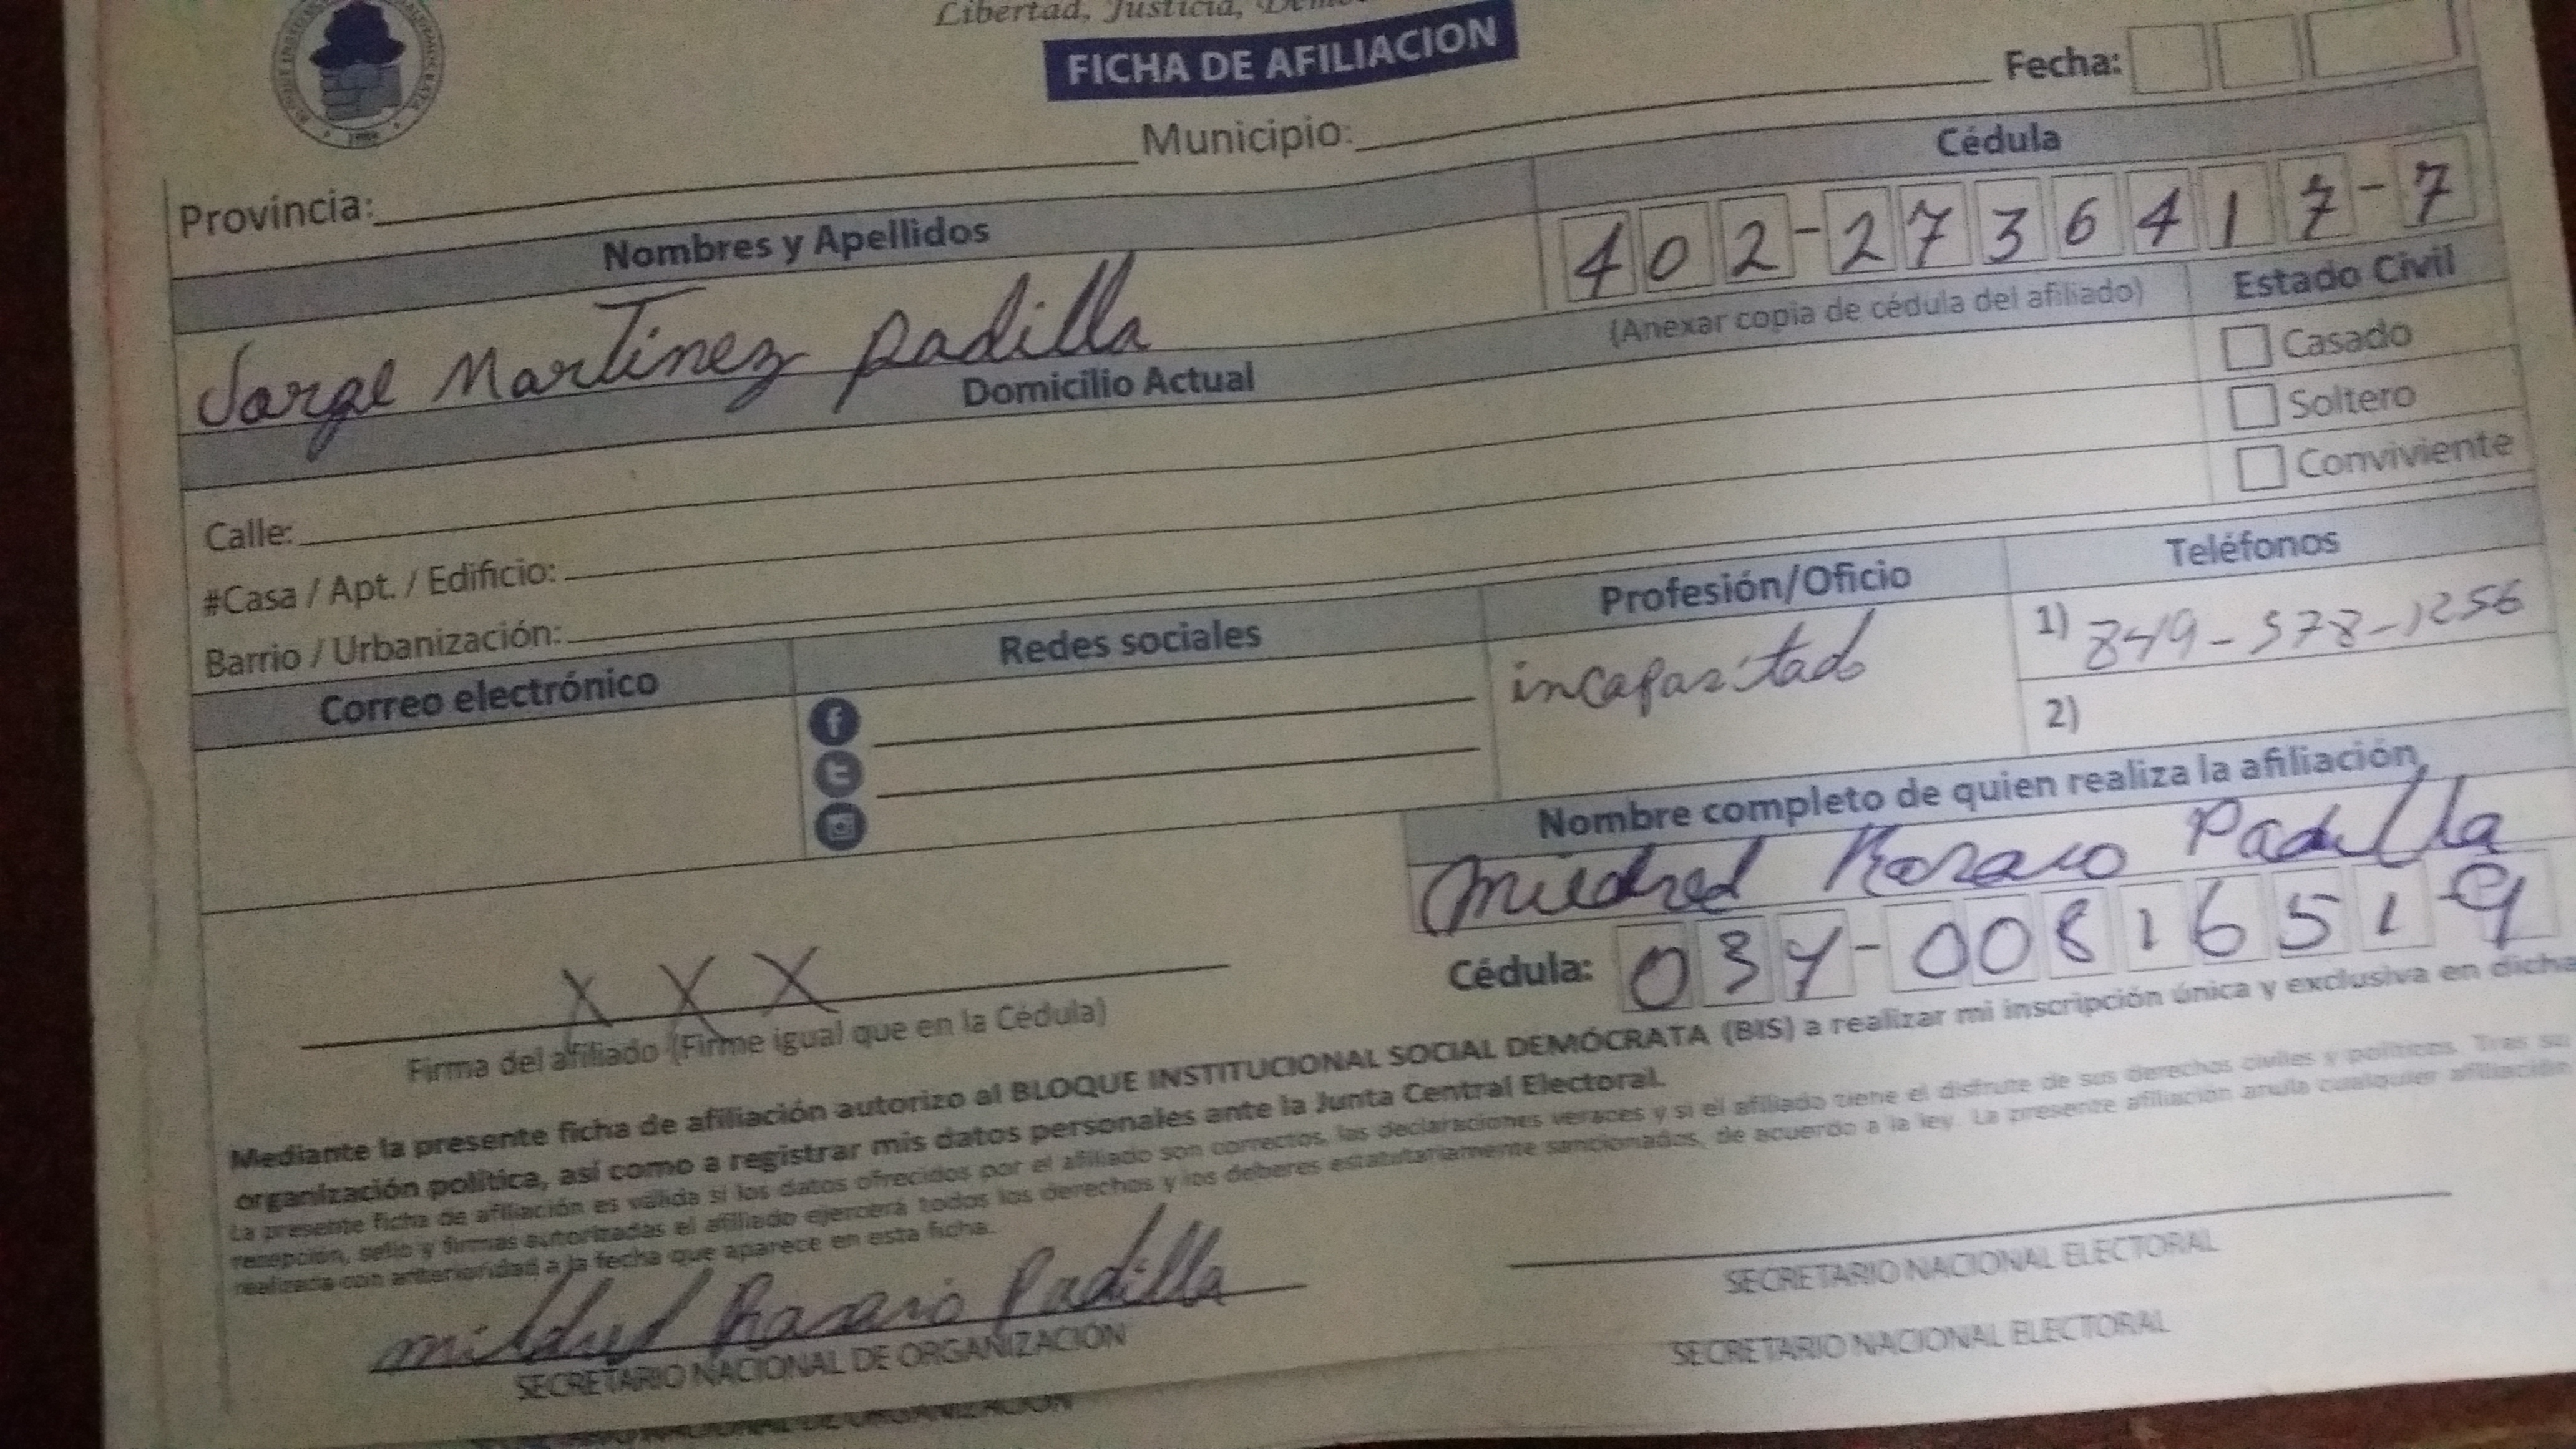 Libertad, Justicia,
FICHA DE AFILIACION
Fecha:
Provincia: Municipio:
Nombres y Apellidos
Cédula
Jorge Martinez padilla
402-2736417-7
(Anexar copia de cédula del afiliado)
Domicilio Actual
Estado Civil
Casado
Soltero
Conviviente
Calle:
#Casa / Apt. / Edificio:
Barrio / Urbanización:
Correo electrónico
Redes sociales
Profesión/Oficio
Teléfonos
incapasitado
1) 849-578-1256
2)
Nombre completo de quien realiza la afiliación
mildred Rosario Padilla
Cédula: 034-0081651-9
X X X
Firma del afiliado (Firme igual que en la Cédula)
Mediante la presente ficha de afiliación autorizo al BLOQUE INSTITUCIONAL SOCIAL DEMÓCRATA (BIS) a realizar mi inscripción única y exclusiva en dicha
organización política, así como a registrar mis datos personales ante la Junta Central Electoral.
La presente ficha de afiliación es válida si los datos ofrecidos por el afiliado son correctos, las declaraciones veraces y si el afiliado tiene el disfrute de sus derechos civiles y políticos. Tras su
recepción, sello y firmas autorizadas el afiliado ejercerá todos los derechos y los deberes estatutariamente sancionados, de acuerdo a la ley. La presente afiliación anula cualquier afiliación
realizada con anterioridad a la fecha que aparece en esta ficha.
mildred Rosario Padilla
SECRETARIO NACIONAL DE ORGANIZACIÓN
SECRETARIO NACIONAL ELECTORAL
SECRETARIO NACIONAL ELECTORAL